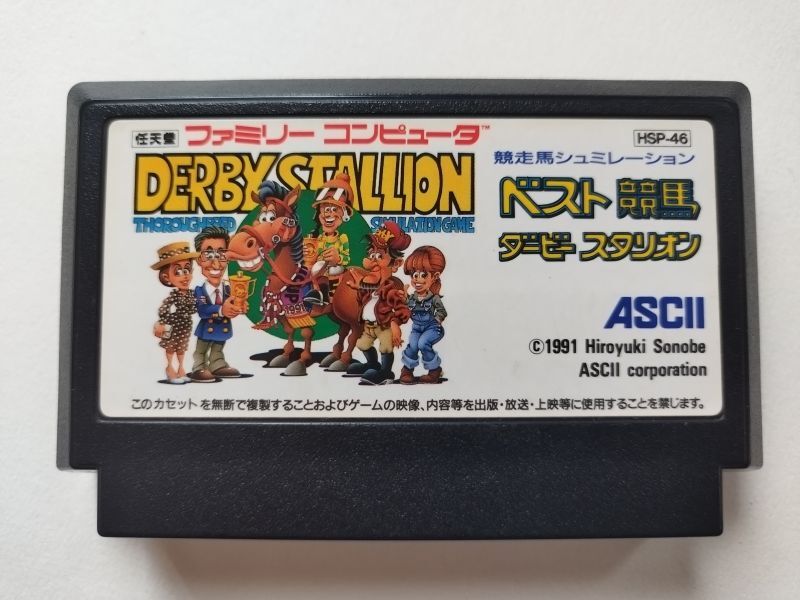 任天堂 ファミリー コンピュータ™ HSP-46
DERBY STALLION
THOROUGHBRED SIMULATION GAME
1991
競走馬シュミレーション
ベスト 競馬
ダービー スタリオン
ASCII
©1991 Hiroyuki Sonobe
ASCII corporation
このカセットを無断で複製することおよびゲームの映像、内容等を出版・放送・上映等に使用することを禁じます。